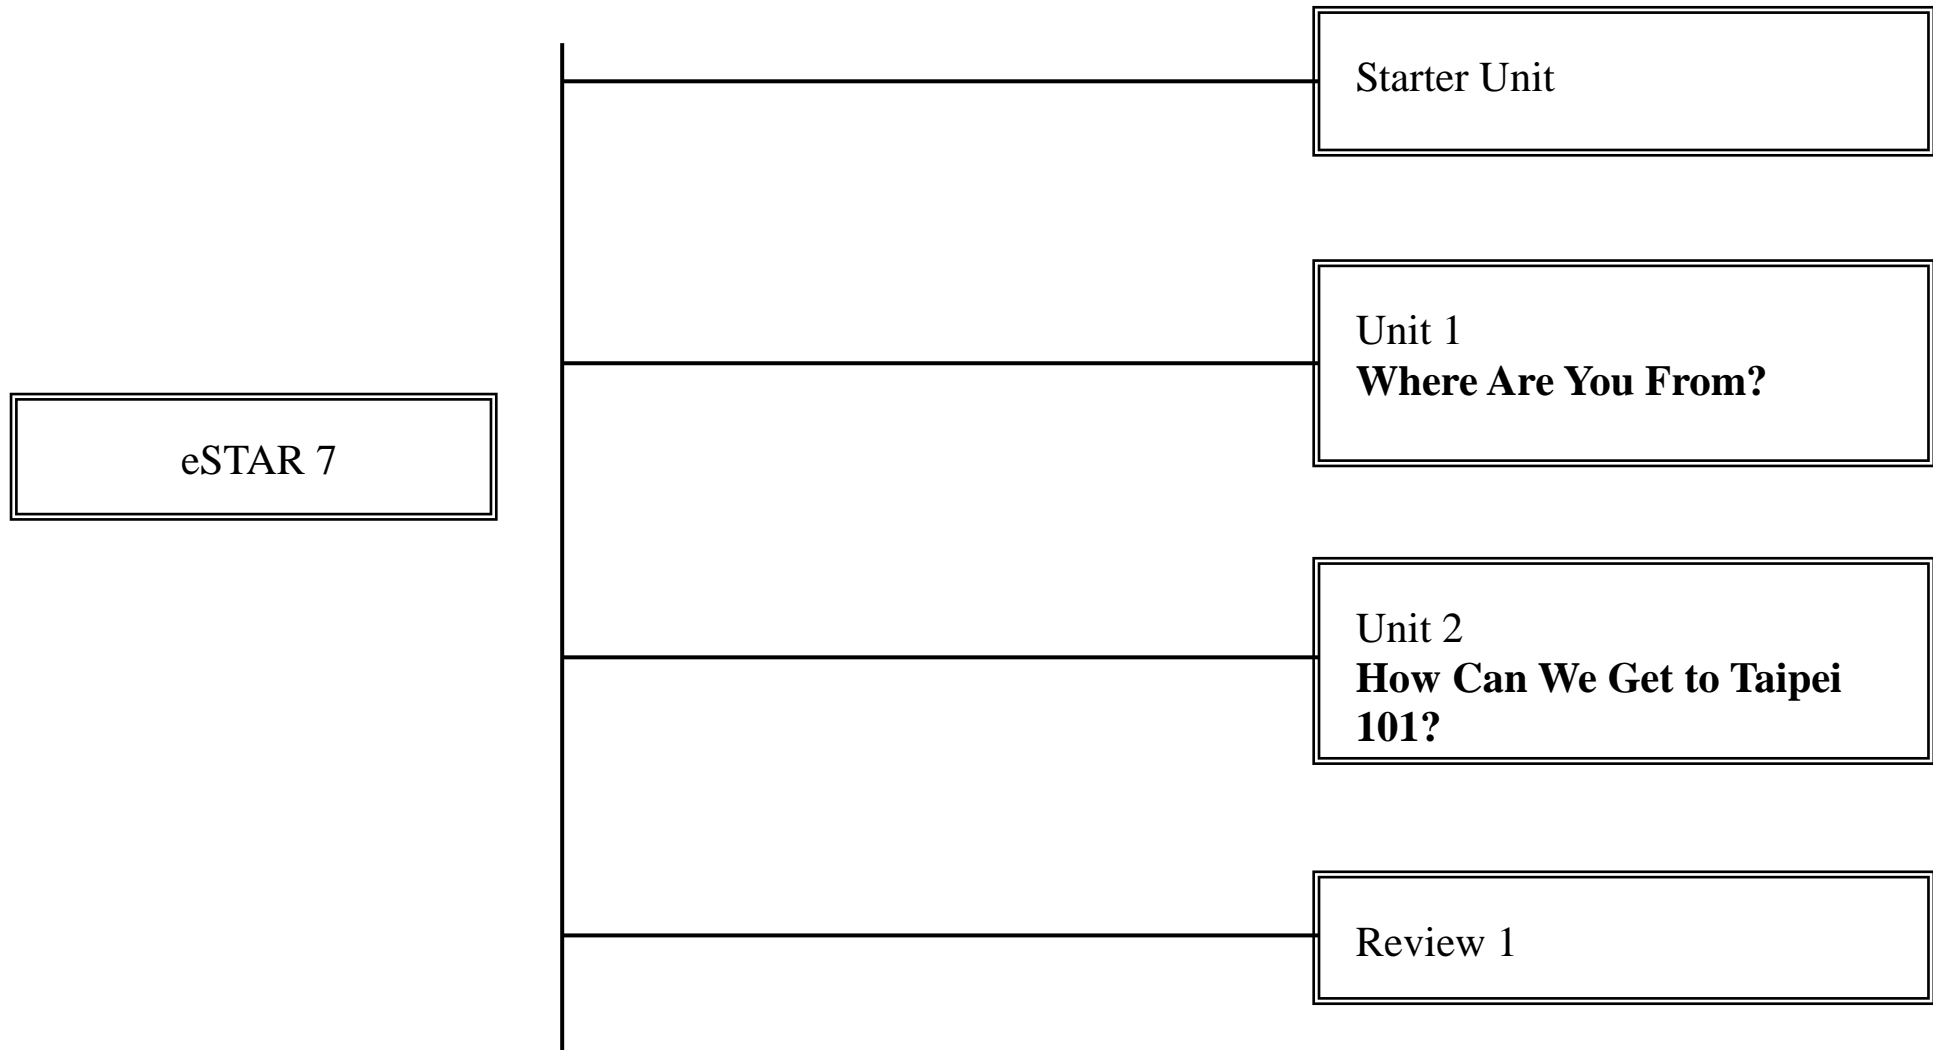 Starter Unit
Unit 1
Where Are You From?
eSTAR 7
Unit 2
How Can We Get to Taipei
101?
Review 1